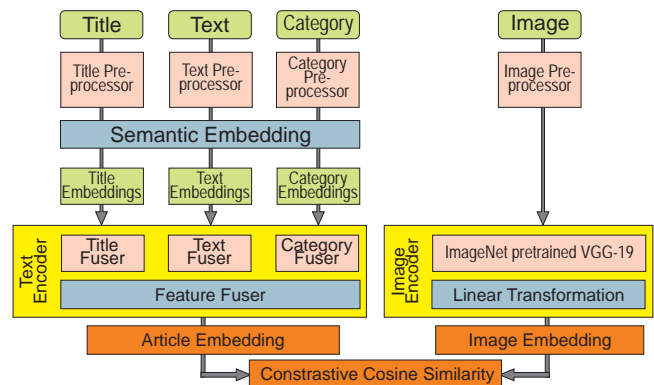 Title Text Category Image
Title Pre-
processor
Text Pre-
processor
Category
Pre-
processor
Image Pre-
processor
Semantic Embedding
Title
Embeddings
Text
Embeddings
Category
Embeddings
Text
Encoder
Title
Fuser
Text
Fuser
Category
Fuser
Feature Fuser
Image
Encoder
ImageNet pretrained VGG-19
Linear Transformation
Article Embedding
Image Embedding
Constrastive Cosine Similarity